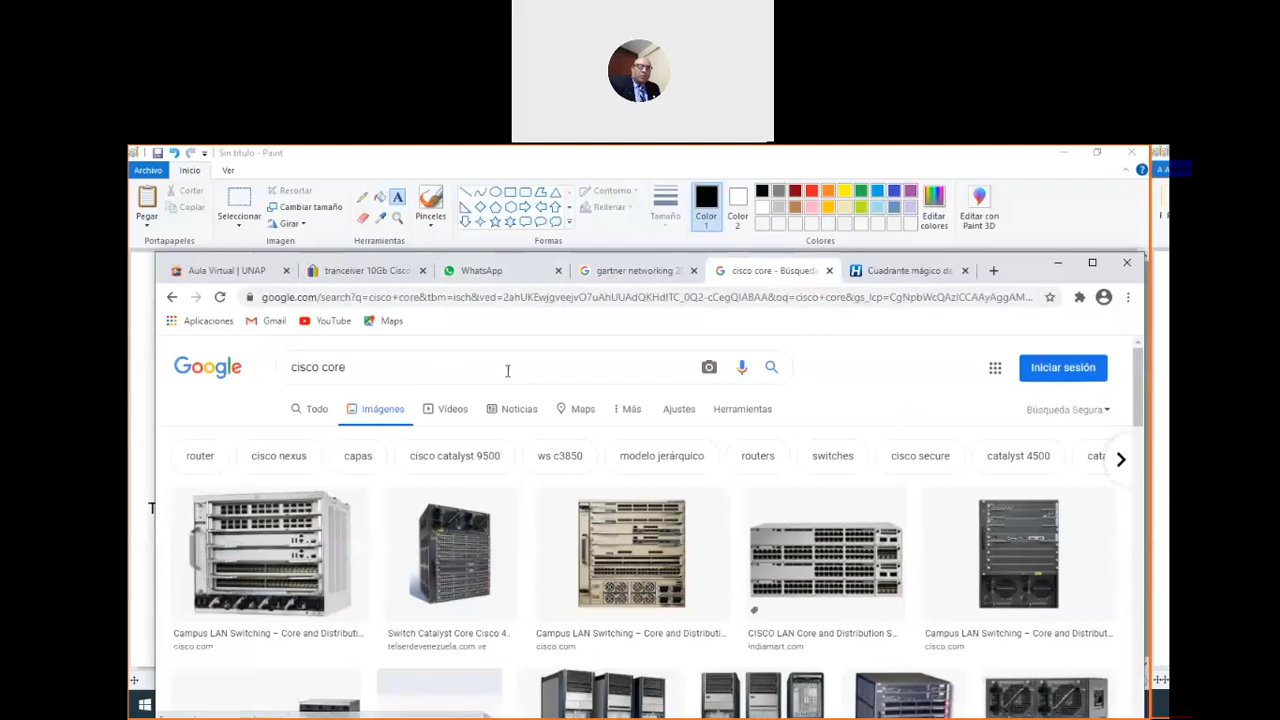 Sin título - Paint
Archivo Inicio Ver
Pegar
Cortar
Copiar
Portapapeles
Seleccionar
Recortar
Cambiar tamaño
Girar
Imagen
Herramientas
Pinceles
Formas
Contorno
Rellenar
Tamaño
Color 1
Color 2
Editar colores
Colores
Editar con Paint 3D
Aula Virtual | UNAP
tranceiver 10Gb Cisco
WhatsApp
gartner networking 2
cisco core - Búsqued
Cuadrante mágico de
google.com/search?q=cisco+core&tbm=isch&ved=2ahUKEwjgveejvO7uAhUUAdQKHdITC_0Q2-cCegQIABAA&oq=cisco+core&gs_lcp=CgNpbWcQAzICCAAyAggAM...
Aplicaciones Gmail YouTube Maps
Google
cisco core
Iniciar sesión
Todo Imágenes Vídeos Noticias Maps Más Ajustes Herramientas
Búsqueda Segura
router cisco nexus capas cisco catalyst 9500 ws c3850 modelo jerárquico routers switches cisco secure catalyst 4500
Campus LAN Switching – Core and Distributi...
cisco.com
Switch Catalyst Core Cisco 4...
telserdevenezuela.com.ve
Campus LAN Switching – Core and Distributi...
cisco.com
CISCO LAN Core and Distribution S...
indiamart.com
Campus LAN Switching – Core and Distributi...
cisco.com